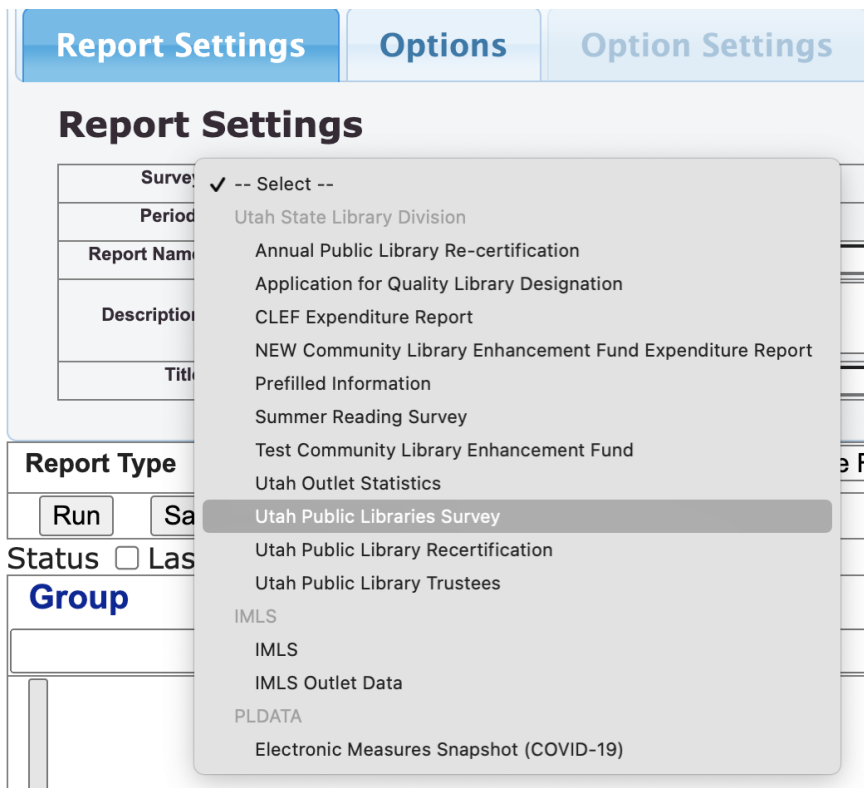 Report Settings Options Option Settings
Report Settings
Survey
✓ -- Select --
Period
Utah State Library Division
Report Name
Annual Public Library Re-certification
Application for Quality Library Designation
Description
CLEF Expenditure Report
NEW Community Library Enhancement Fund Expenditure Report
Title
Prefilled Information
Summer Reading Survey
Report Type
Test Community Library Enhancement Fund
Utah Outlet Statistics
Run Sa
Utah Public Libraries Survey
Status Las
Utah Public Library Recertification
Utah Public Library Trustees
Group
IMLS
IMLS
IMLS Outlet Data
PLDATA
Electronic Measures Snapshot (COVID-19)